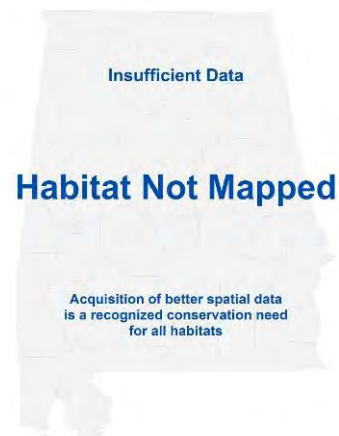 Insufficient Data
Habitat Not Mapped
Acquisition of better spatial data
is a recognized conservation need
for all habitats